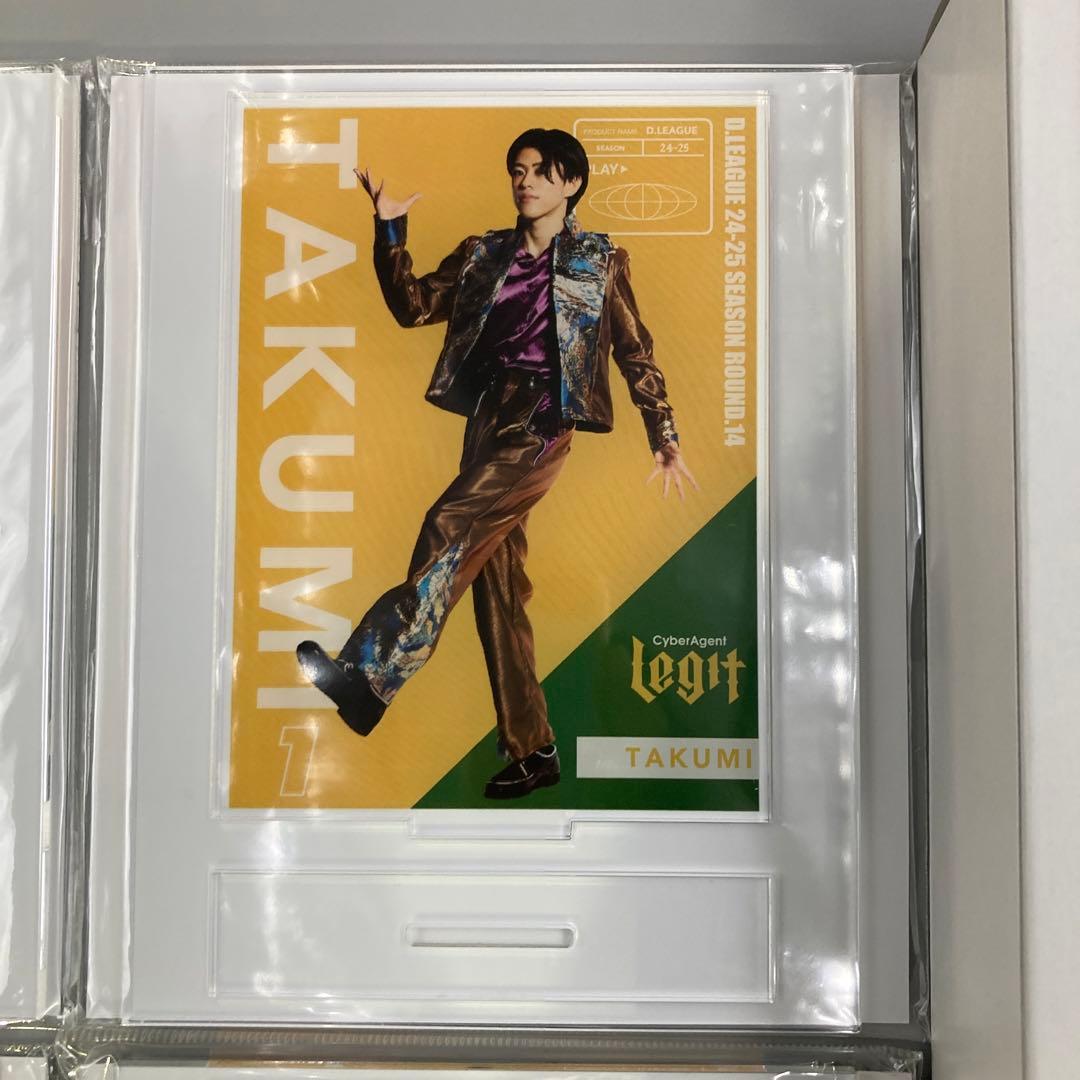 TAKUMI
1
PRODUCT NAME D.LEAGUE
SEASON 24-25
PLAY
D.LEAGUE 24-25 SEASON ROUND.14
CyberAgent
Legit
TAKUMI